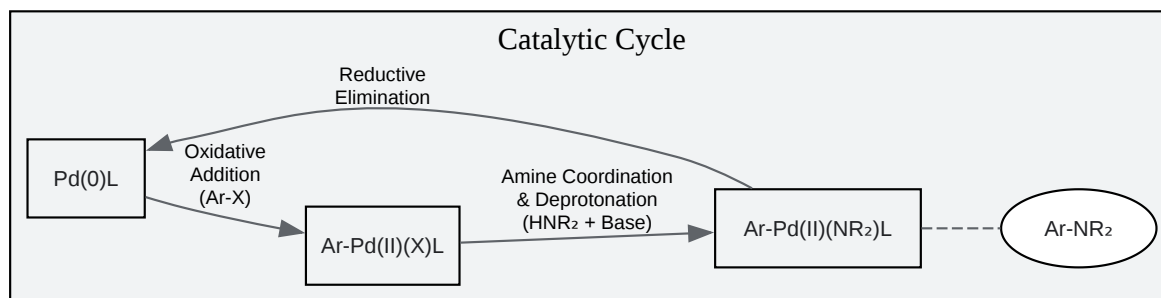 Catalytic Cycle
Reductive
Elimination
Pd(0)L
Oxidative
Addition
(Ar-X)
Ar-Pd(II)(X)L
Amine Coordination
& Deprotonation
(HNR₂ + Base)
Ar-Pd(II)(NR₂)L
Ar-NR₂